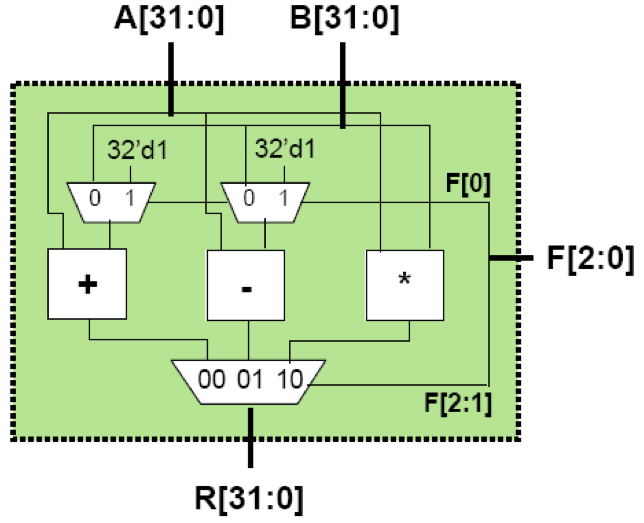 A[31:0] B[31:0]
32'd1 32'd1
0 1 0 1
F[0]
F[2:0]
+ - *
00 01 10
F[2:1]
R[31:0]